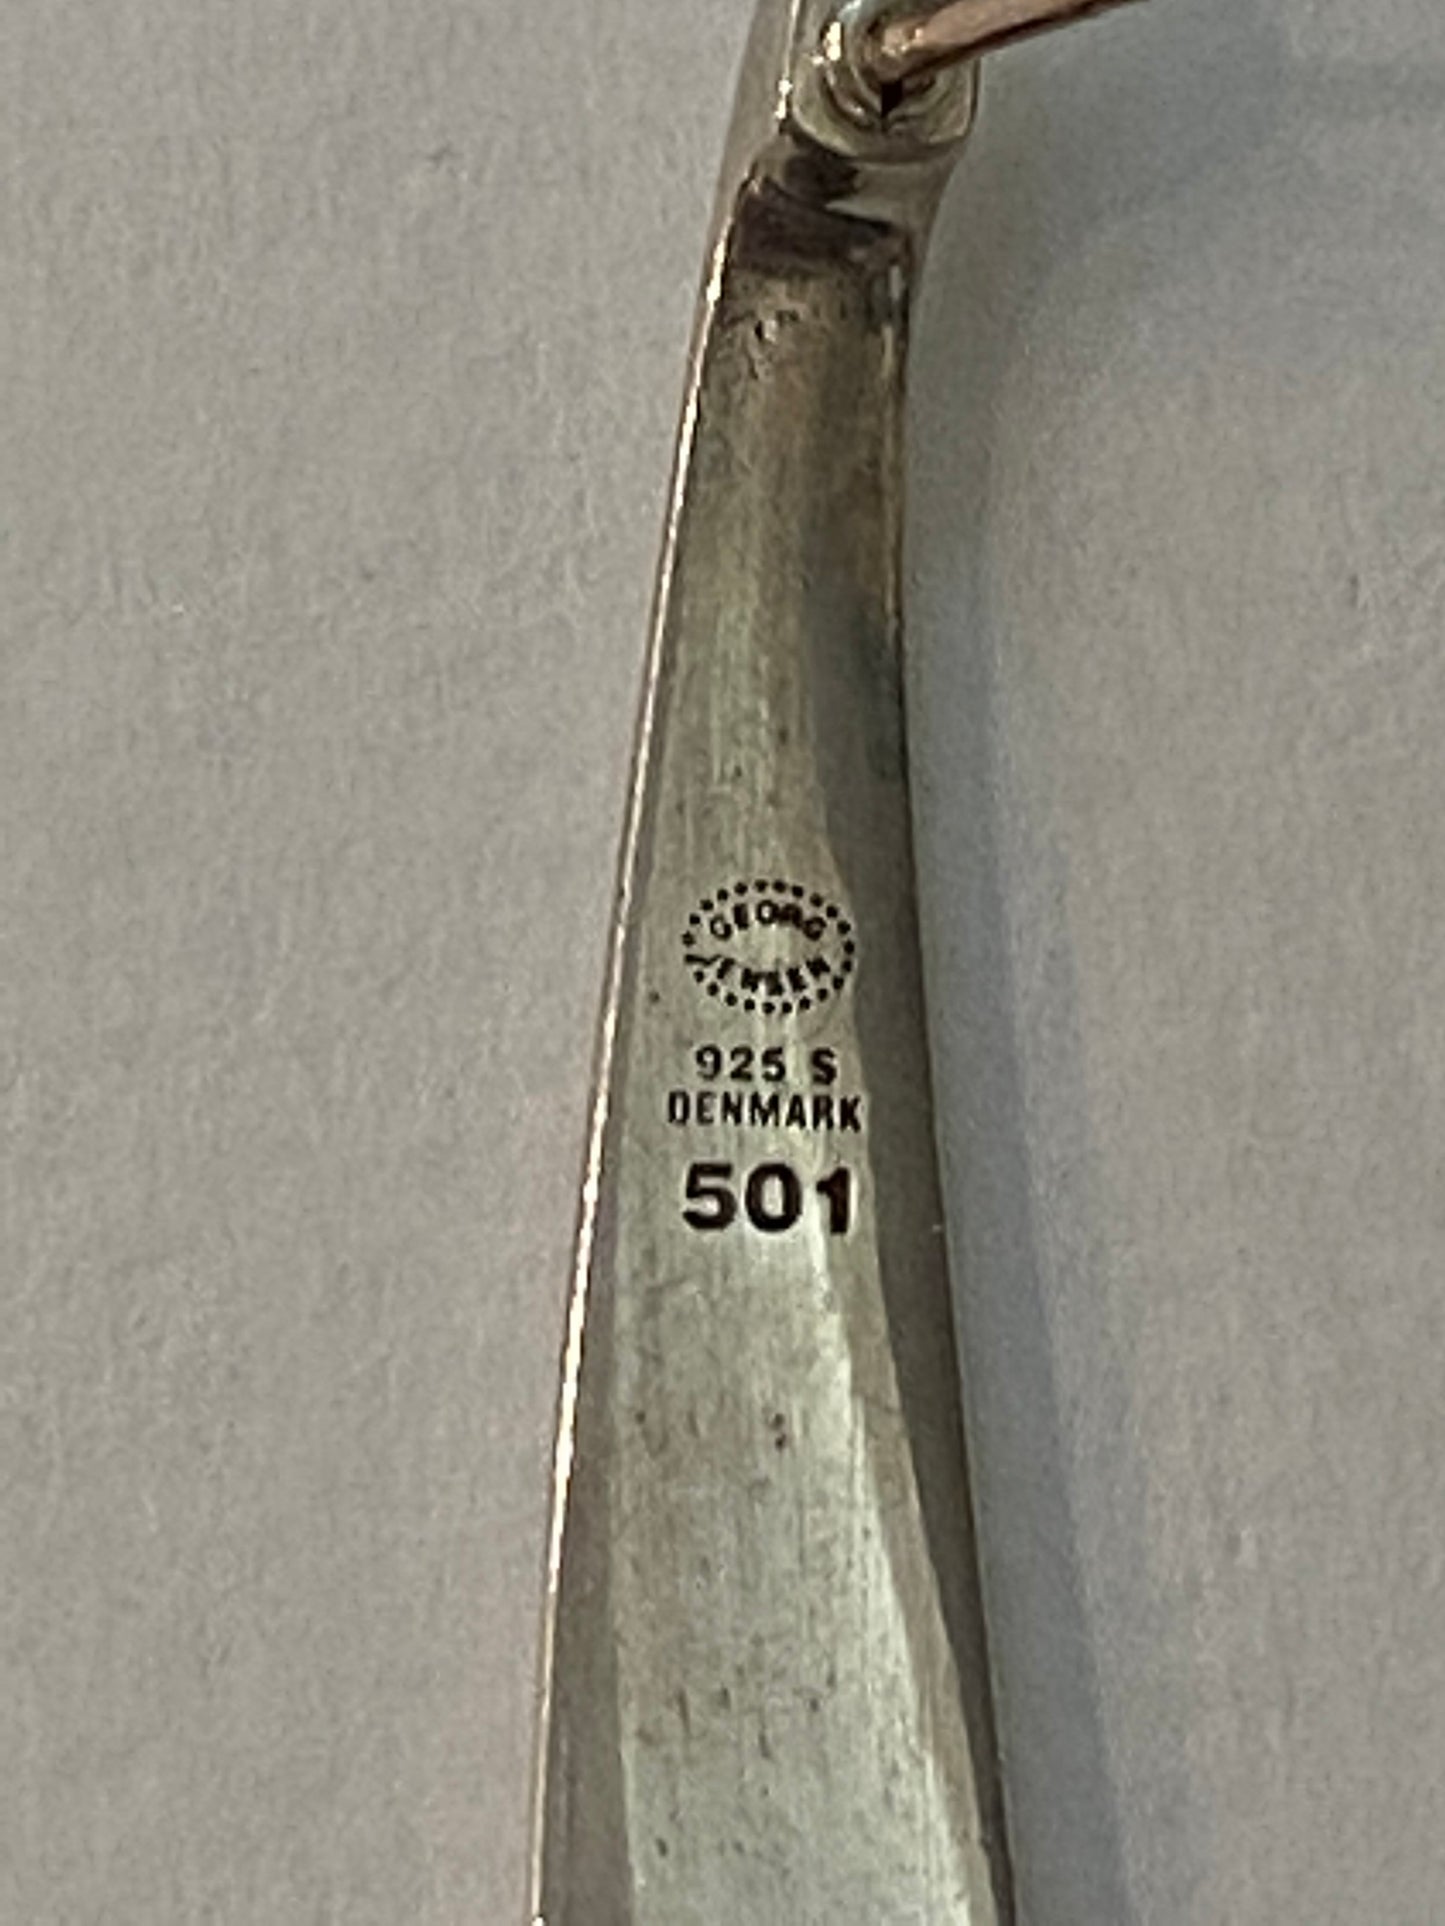 GEORG
JENSEN
925 S
DENMARK
501